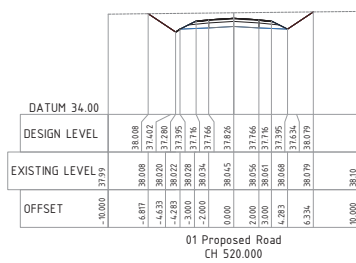 DATUM 34.00
DESIGN LEVEL 38.008 37.402 37.280 37.395 37.716 37.766 37.826 37.766 37.716 37.395 37.634 38.079
EXISTING LEVEL 37.99 38.008 38.020 38.022 38.028 38.034 38.045 38.056 38.061 38.068 38.079 38.10
OFFSET -10.000 -6.817 -4.633 -4.283 -3.000 -2.000 0.000 2.000 3.000 4.283 6.334 10.000
01 Proposed Road
CH 520.000